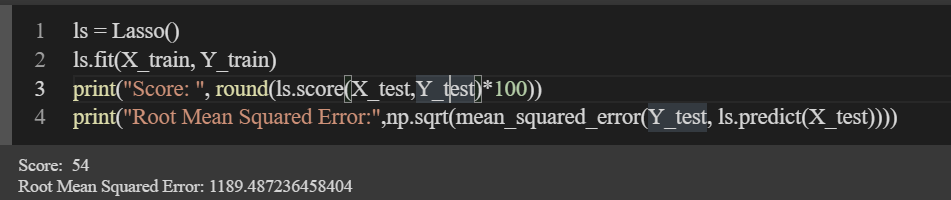 1 ls = Lasso()
2 ls.fit(X_train, Y_train)
3 print("Score: ", round(ls.score(X_test,Y_test)*100))
4 print("Root Mean Squared Error:",np.sqrt(mean_squared_error(Y_test, ls.predict(X_test))))
Score:  54
Root Mean Squared Error: 1189.487236458404